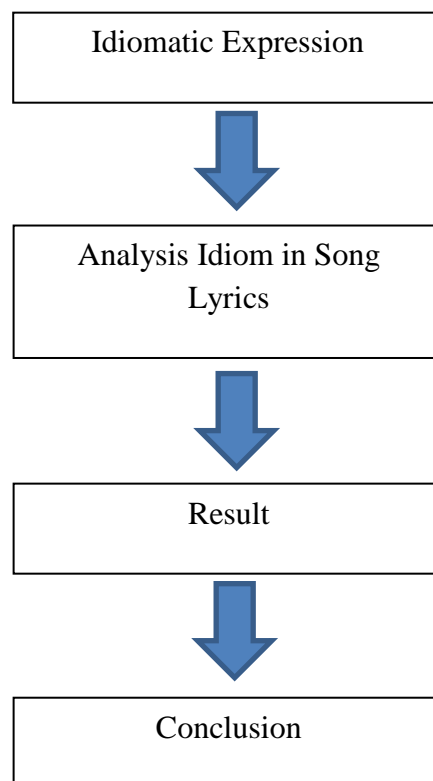 Idiomatic Expression
Analysis Idiom in Song
Lyrics
Result
Conclusion